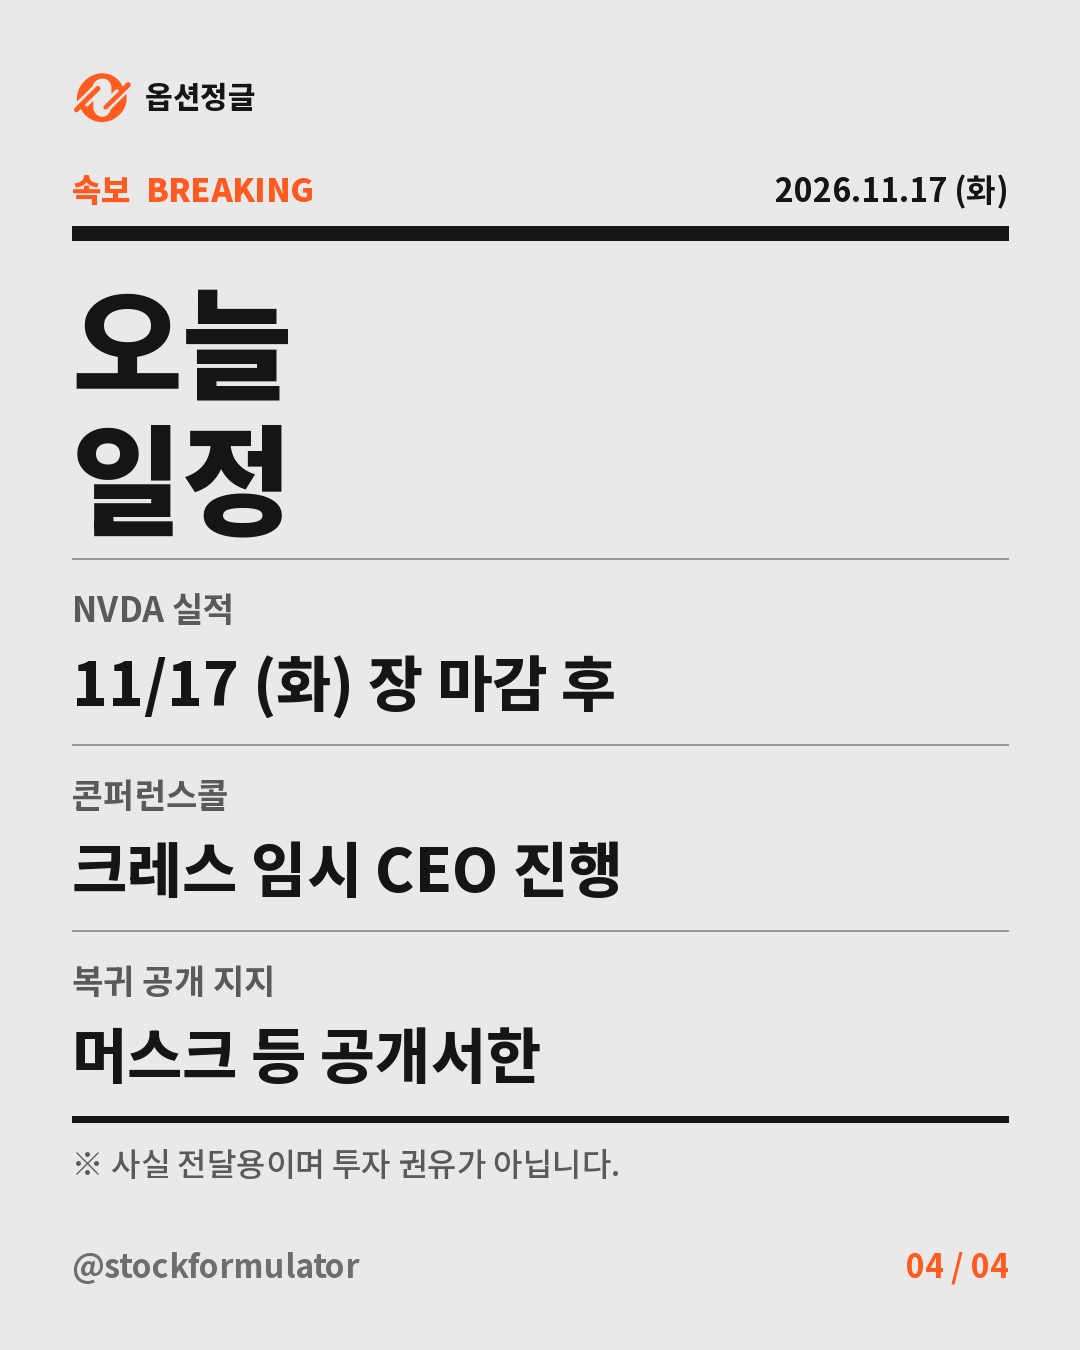 옵션정글
속보 BREAKING
2026.11.17 (화)
오늘
일정
NVDA 실적
11/17 (화) 장 마감 후
콘퍼런스콜
크레스 임시 CEO 진행
복귀 공개 지지
머스크 등 공개서한
※ 사실 전달용이며 투자 권유가 아닙니다.
@stockformulator
04 / 04